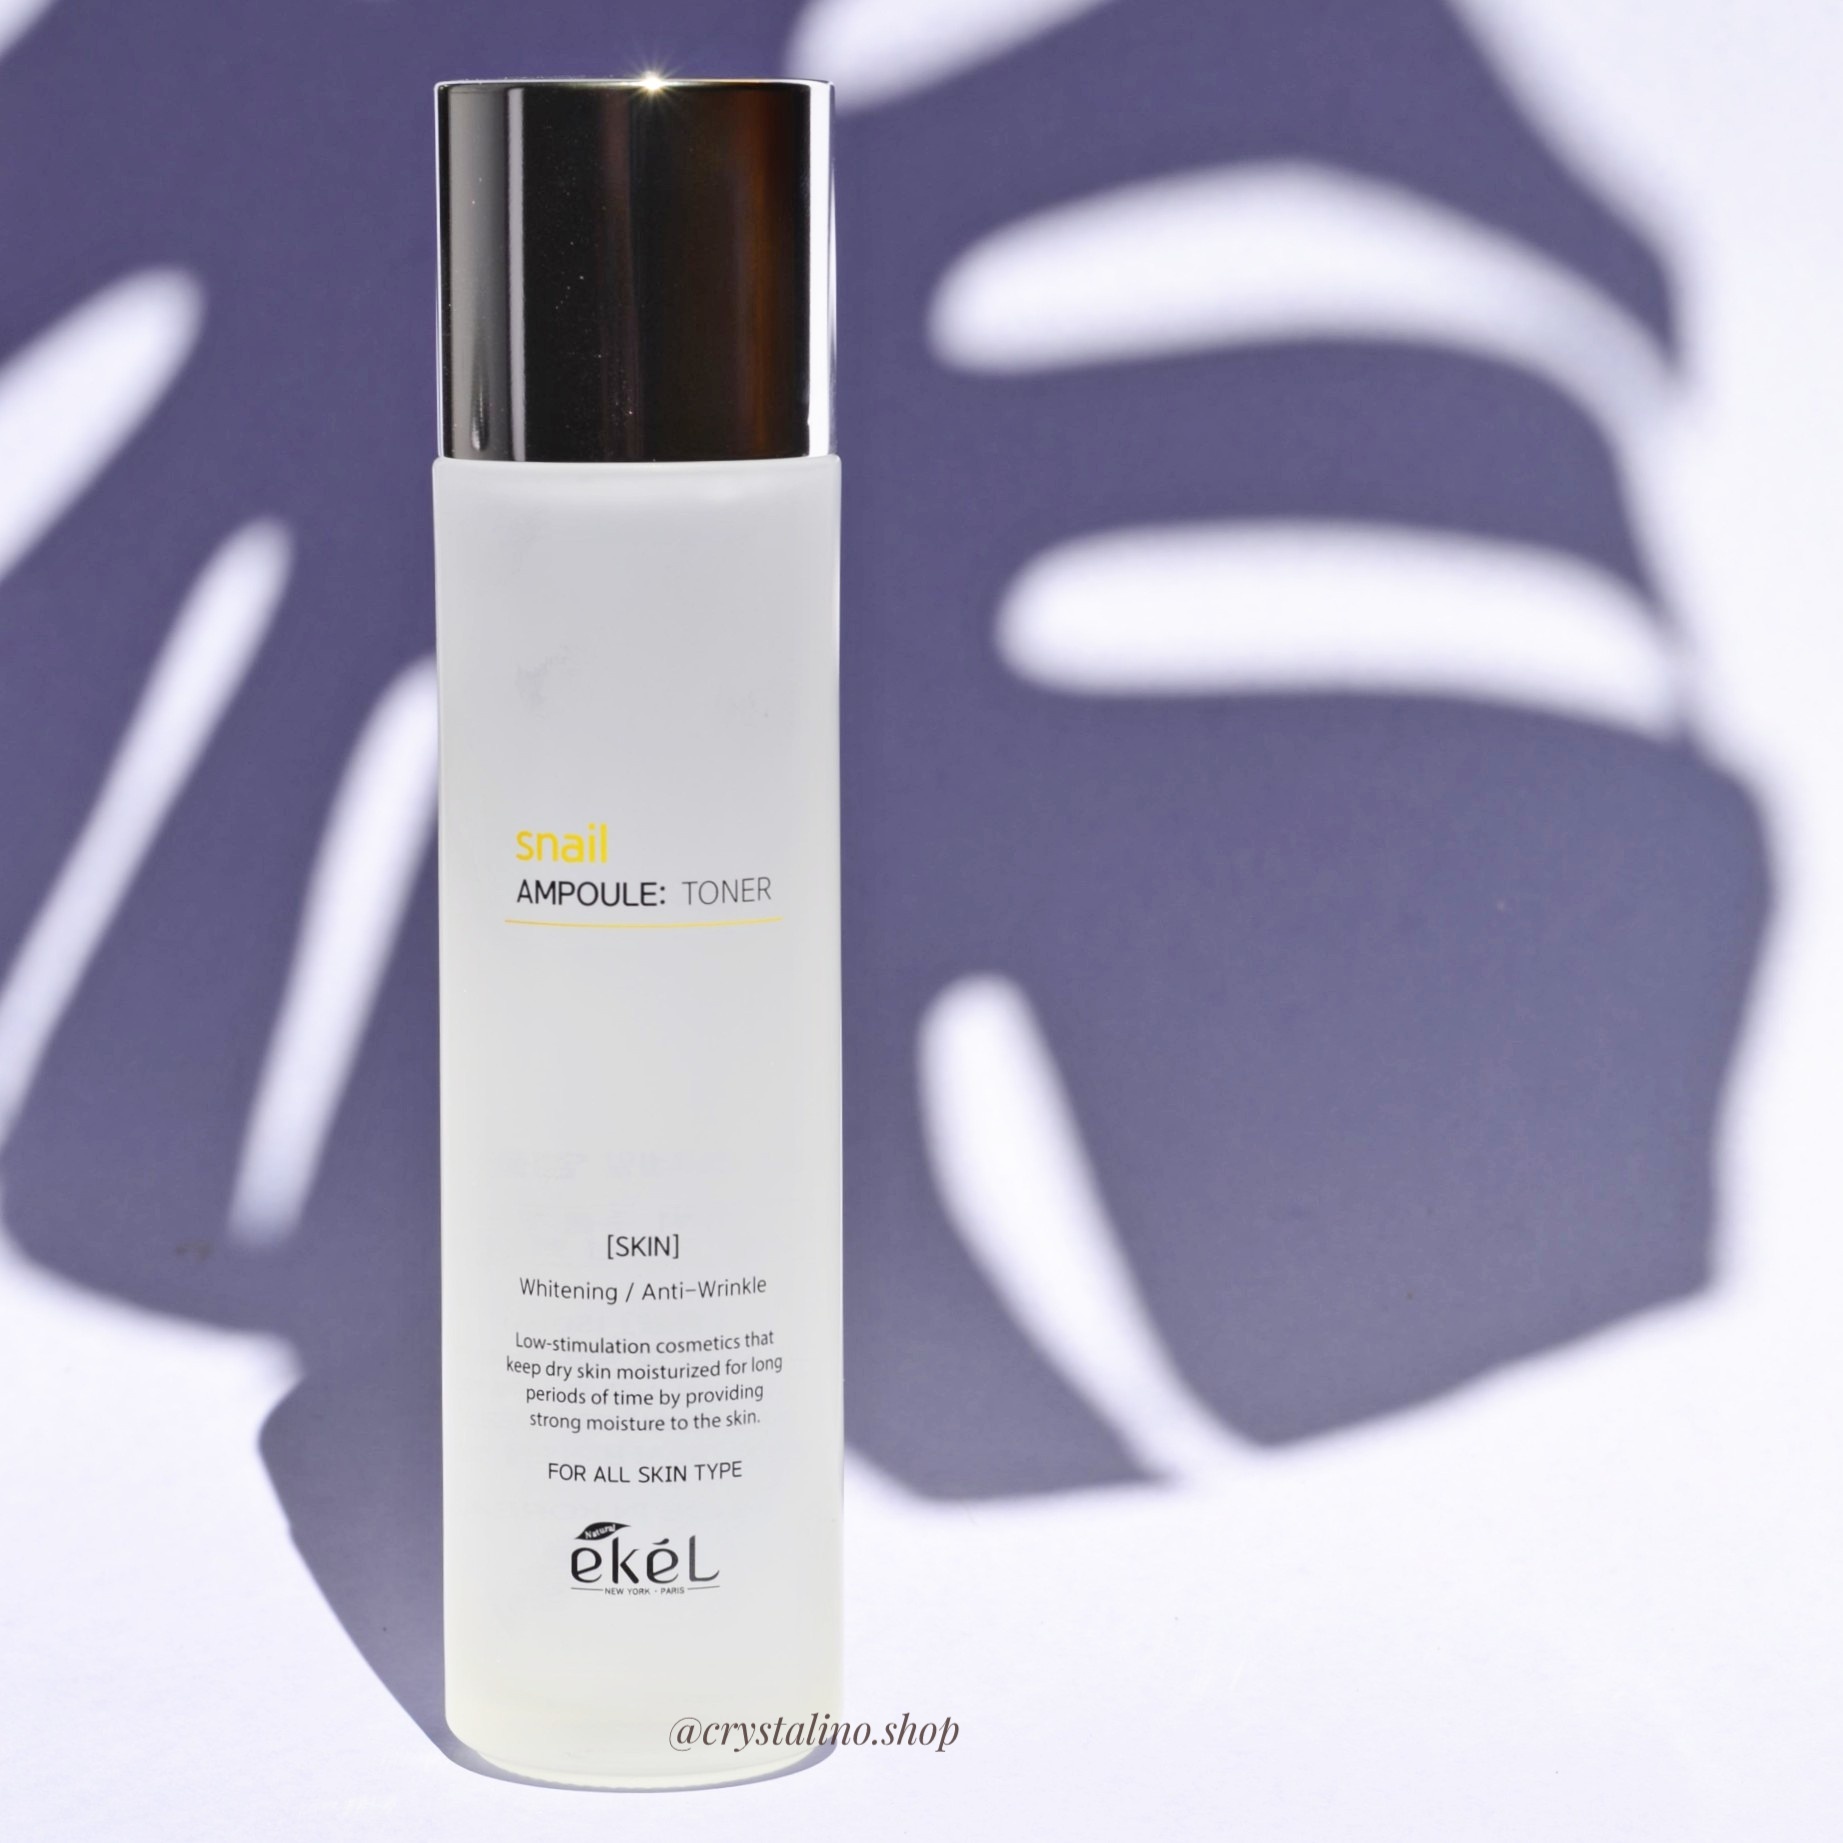 snail
AMPOULE: TONER
[SKIN]
Whitening / Anti-Wrinkle
Low-stimulation cosmetics that
keep dry skin moisturized for long
periods of time by providing
strong moisture to the skin.
FOR ALL SKIN TYPE
Natural
ēkéL
NEW YORK - PARIS
@crystalino.shop